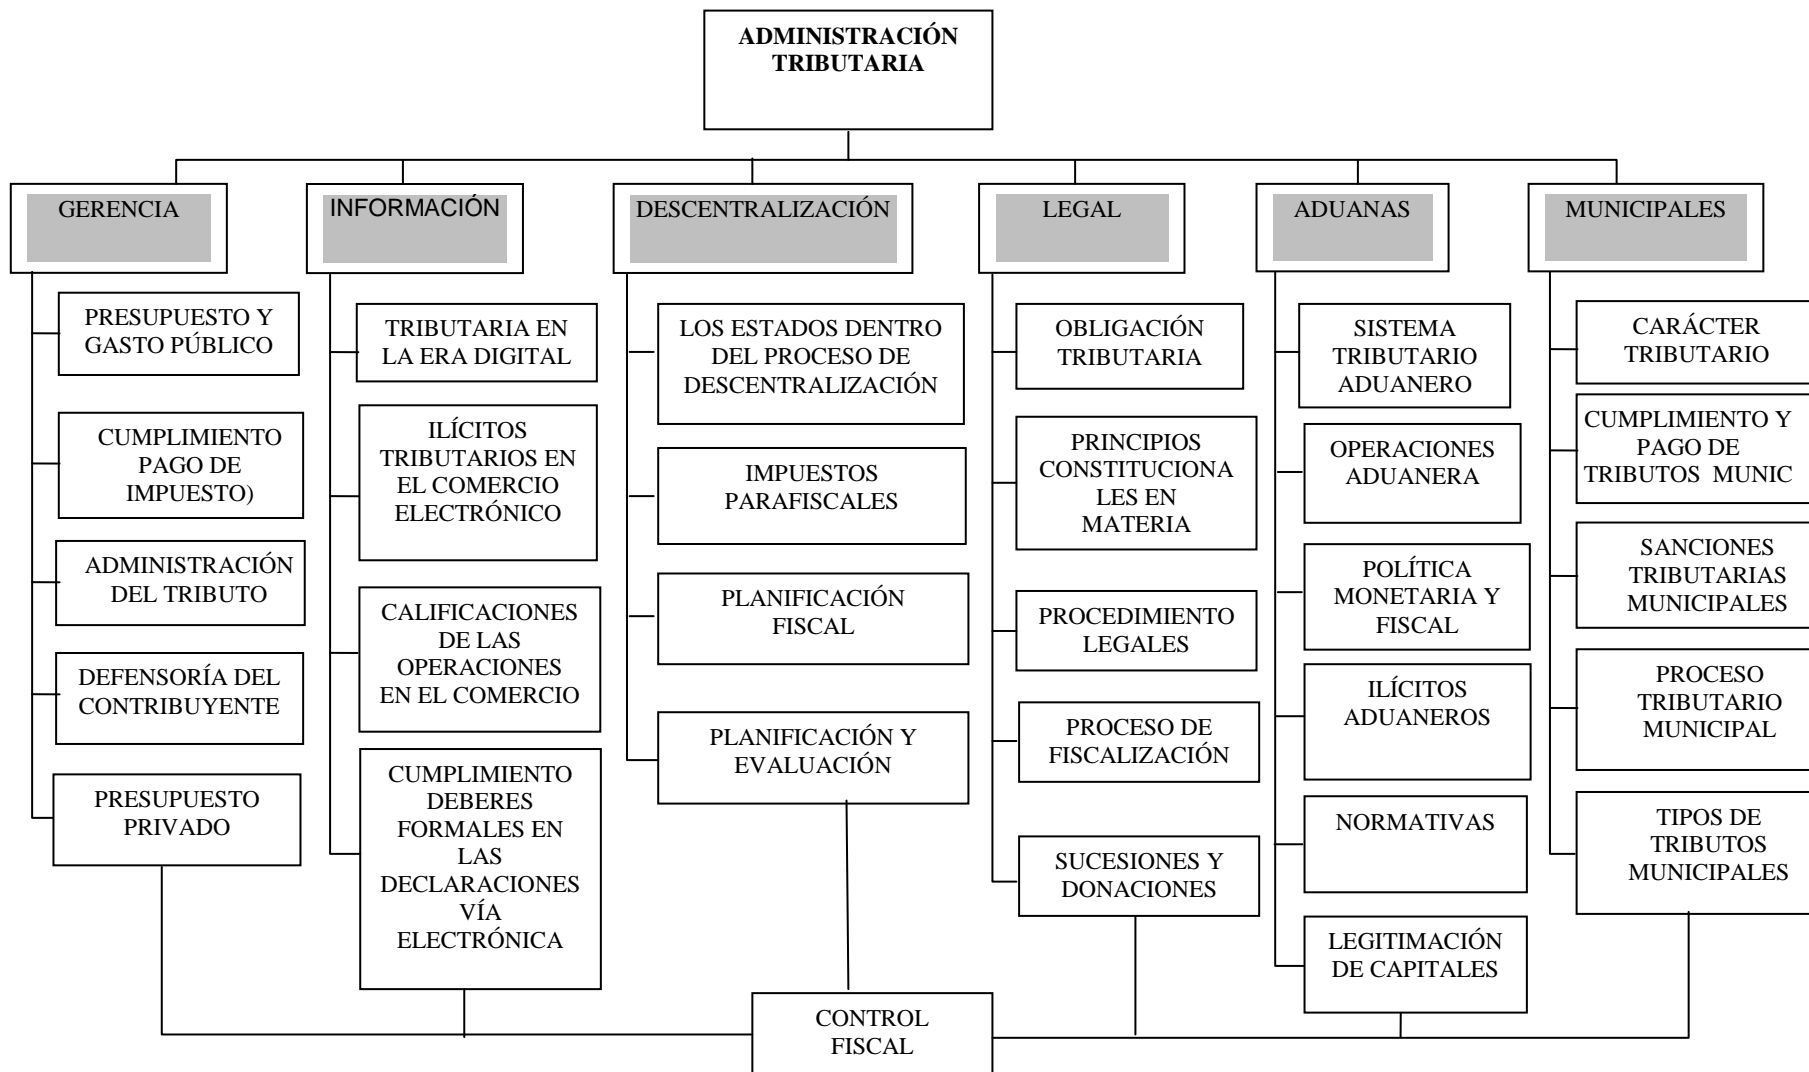 ADMINISTRACIÓN
TRIBUTARIA
GERENCIA
INFORMACIÓN
DESCENTRALIZACIÓN
LEGAL
ADUANAS
MUNICIPALES
PRESUPUESTO Y
GASTO PÚBLICO
CUMPLIMIENTO
PAGO DE
IMPUESTO)
ADMINISTRACIÓN
DEL TRIBUTO
DEFENSORÍA DEL
CONTRIBUYENTE
PRESUPUESTO
PRIVADO
TRIBUTARIA EN
LA ERA DIGITAL
ILÍCITOS
TRIBUTARIOS EN
EL COMERCIO
ELECTRÓNICO
CALIFICACIONES
DE LAS
OPERACIONES
EN EL COMERCIO
CUMPLIMIENTO
DEBERES
FORMALES EN
LAS
DECLARACIONES
VÍA
ELECTRÓNICA
LOS ESTADOS DENTRO
DEL PROCESO DE
DESCENTRALIZACIÓN
IMPUESTOS
PARAFISCALES
PLANIFICACIÓN
FISCAL
PLANIFICACIÓN Y
EVALUACIÓN
OBLIGACIÓN
TRIBUTARIA
PRINCIPIOS
CONSTITUCIONA
LES EN
MATERIA
PROCEDIMIENTO
LEGALES
PROCESO DE
FISCALIZACIÓN
SUCESIONES Y
DONACIONES
SISTEMA
TRIBUTARIO
ADUANERO
OPERACIONES
ADUANERA
POLÍTICA
MONETARIA Y
FISCAL
ILÍCITOS
ADUANEROS
NORMATIVAS
LEGITIMACIÓN
DE CAPITALES
CARÁCTER
TRIBUTARIO
CUMPLIMIENTO Y
PAGO DE
TRIBUTOS MUNIC
SANCIONES
TRIBUTARIAS
MUNICIPALES
PROCESO
TRIBUTARIO
MUNICIPAL
TIPOS DE
TRIBUTOS
MUNICIPALES
CONTROL
FISCAL